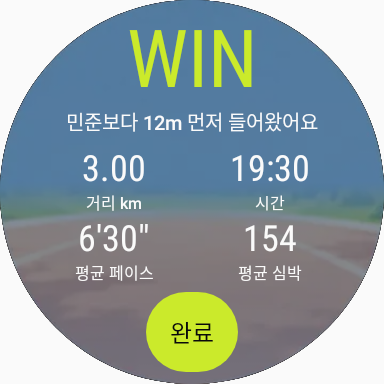 WIN
민준보다 12m 먼저 들어왔어요
3.00 19:30
거리 km 시간
6'30" 154
평균 페이스 평균 심박
완료